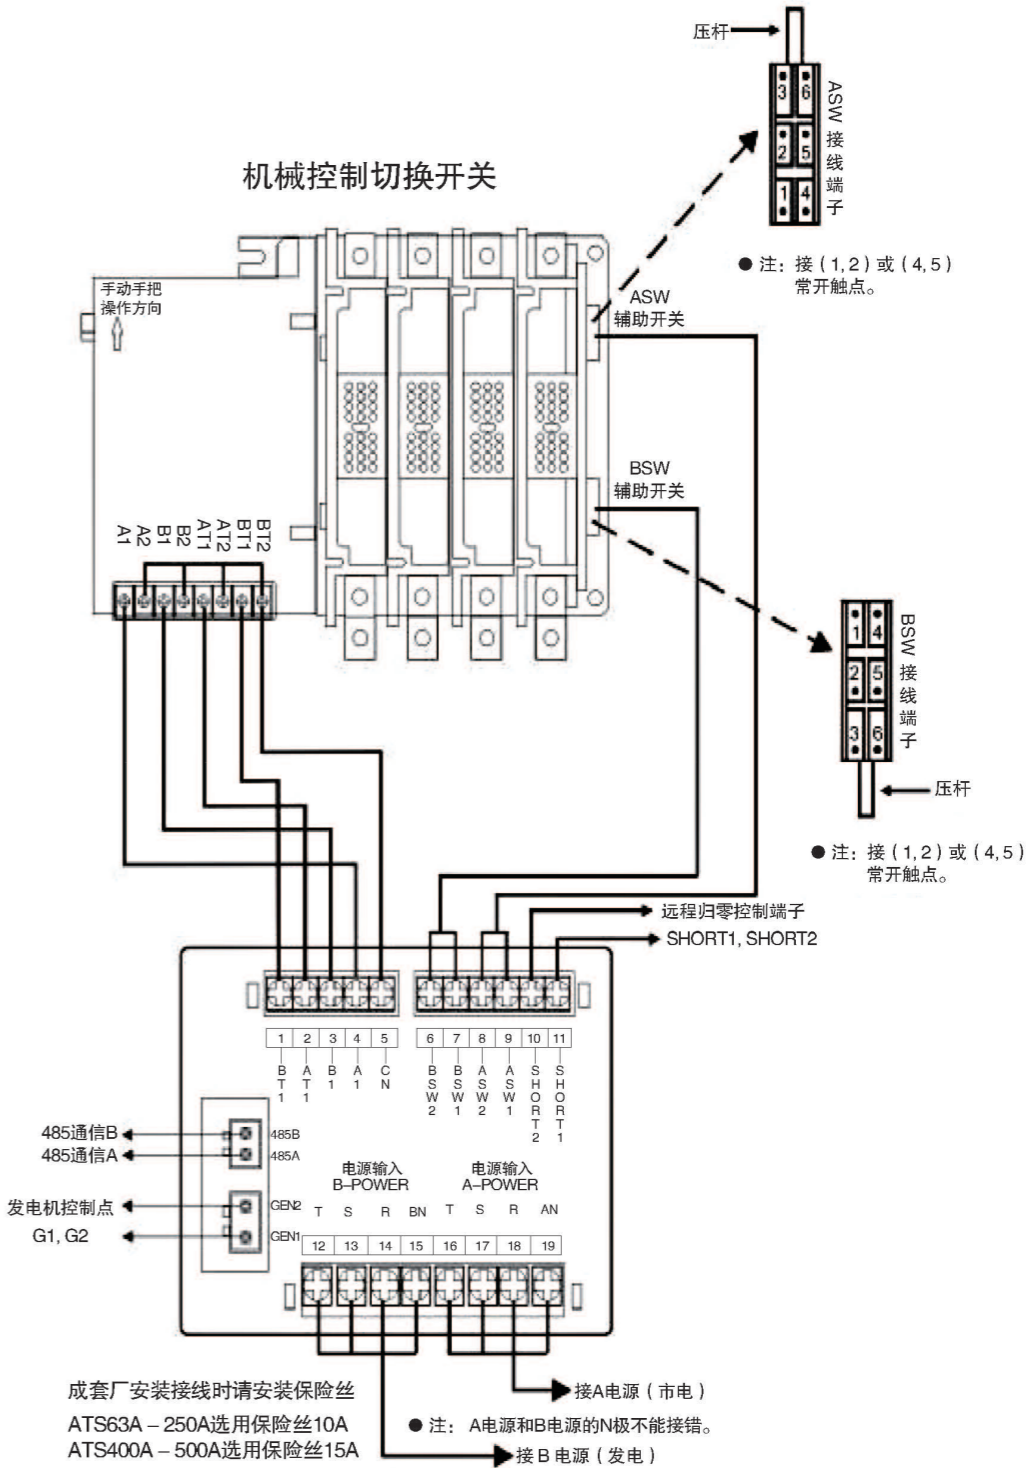 压杆
3 6
2 5
1 4
ASW 接线端子
● 注：接（1,2）或（4,5）
常开触点。
机械控制切换开关
手动手把
操作方向
ASW
辅助开关
BSW
辅助开关
A1 A2 B1 B2 AT1 AT2 BT1 BT2
1 4
2 5
3 6
BSW 接线端子
压杆
● 注：接（1,2）或（4,5）
常开触点。
远程归零控制端子
SHORT1, SHORT2
1 2 3 4 5 6 7 8 9 10 11
BT1 AT1 B1 A1 CN BSW2 BSW1 ASW2 ASW1 SHORT2 SHORT1
485通信B
485B
485通信A
485A
发电机控制点
GEN2
G1, G2
GEN1
电源输入
B–POWER
电源输入
A–POWER
T S R BN T S R AN
12 13 14 15 16 17 18 19
成套厂安装接线时请安装保险丝
接A电源（市电）
ATS63A – 250A选用保险丝10A
● 注： A电源和B电源的N极不能接错。
ATS400A – 500A选用保险丝15A
接B电源（发电）